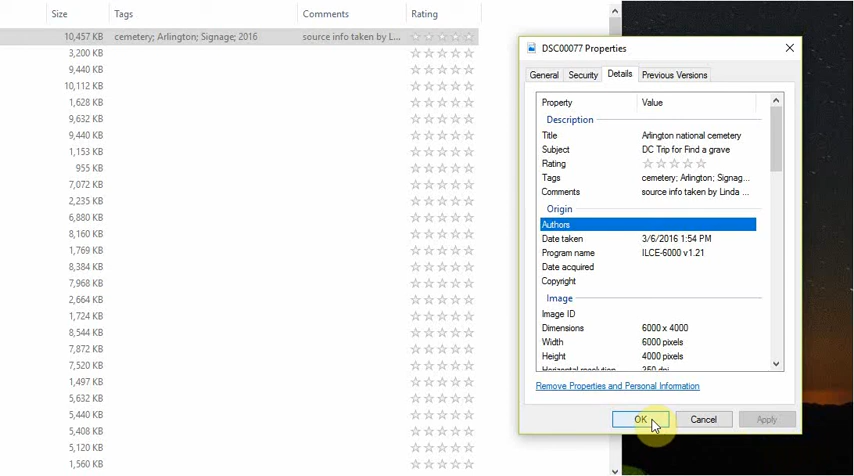 Size Tags Comments Rating
10,457 KB cemetery; Arlington; Signage; 2016 source info taken by L...
3,200 KB
9,440 KB
10,112 KB
1,628 KB
9,632 KB
9,440 KB
1,153 KB
955 KB
7,072 KB
2,235 KB
6,880 KB
8,160 KB
1,769 KB
8,384 KB
7,968 KB
2,664 KB
1,724 KB
8,544 KB
7,872 KB
7,520 KB
1,497 KB
5,632 KB
5,440 KB
5,408 KB
5,120 KB
1,560 KB
DSC00077 Properties
General Security Details Previous Versions
Property Value
Description
Title Arlington national cemetery
Subject DC Trip for Find a grave
Rating
Tags cemetery; Arlington; Signag...
Comments source info taken by Linda ...
Origin
Authors
Date taken 3/6/2016 1:54 PM
Program name ILCE-6000 v1.21
Date acquired
Copyright
Image
Image ID
Dimensions 6000 x 4000
Width 6000 pixels
Height 4000 pixels
Horizontal resolution 350 dpi
Remove Properties and Personal Information
OK Cancel Apply